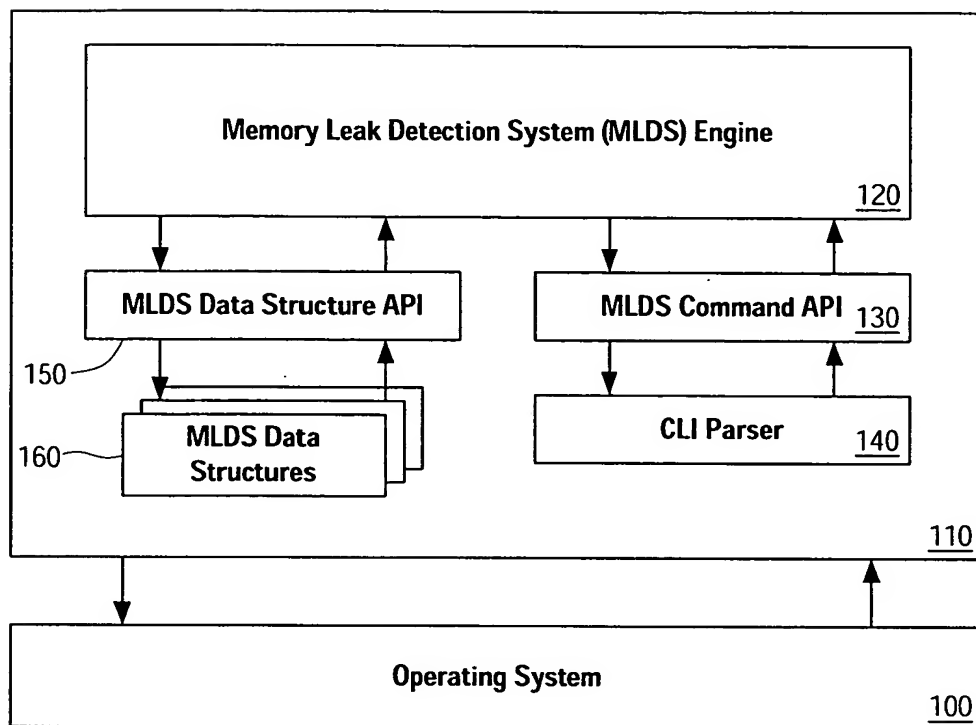 Memory Leak Detection System (MLDS) Engine
120
MLDS Data Structure API
150
MLDS Command API
130
MLDS Data
Structures
160
CLI Parser
140
110
Operating System
100